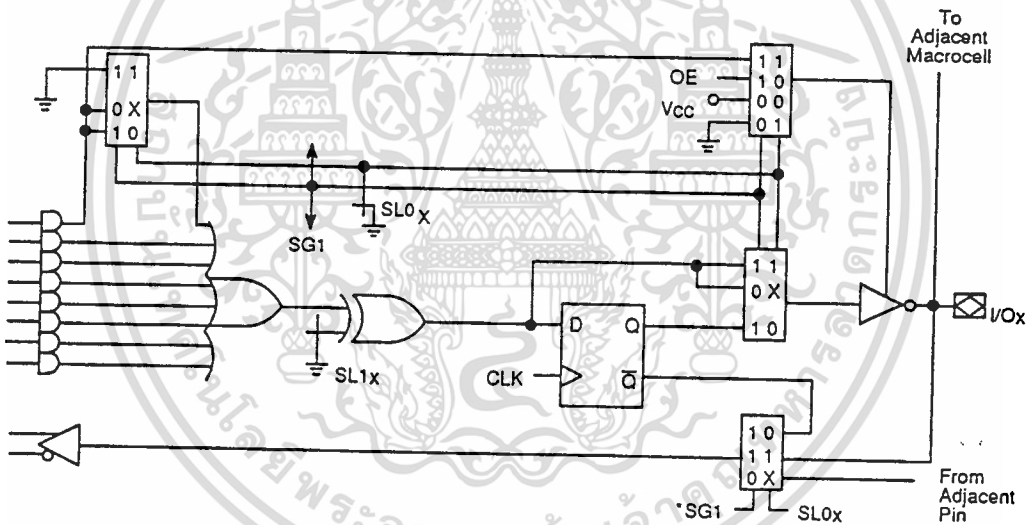 To
Adjacent
Macrocell
1 1
0 X
1 0
OE
VCC
1 1
1 0
0 0
0 1
SG1
SL0X
SL1X
D
Q
CLK
Q̅
1 1
0 X
1 0
I/OX
1 0
1 1
0 X
*SG1
SL0X
From
Adjacent
Pin